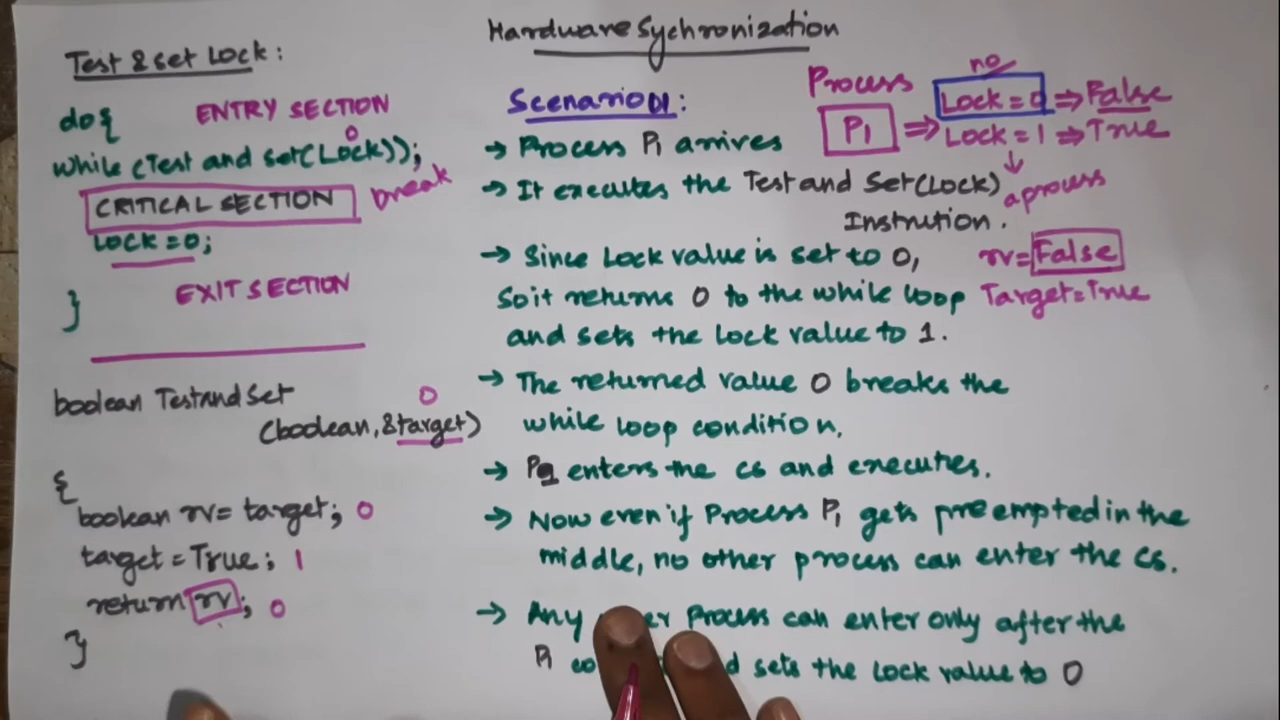 Hardware Sychronization
Test & set Lock :
do{ ENTRY SECTION
0
while (Test and set(Lock));
CRITICAL SECTION break
Lock = 0;
EXIT SECTION
}
boolean TestandSet
0
(boolean, &target)
{
boolean rv = target; 0
target = True; 1
return rv; 0
}
Scenario 01:
→ Process P1 arrives
→ It executes the Test and Set(Lock)
Instrution.
→ Since Lock value is set to 0,
So it returns 0 to the while loop
and sets the Lock value to 1.
→ The returned value 0 breaks the
while loop condition.
→ P1 enters the cs and executies.
→ Now even if Process P1 gets preempted in the
middle, no other process can enter the cs.
→ Any Process can enter only after the
P1 sets the Lock value to 0
no
Process Lock = 0 ⇒ False
P1 ⇒ Lock = 1 ⇒ True
↓
a process
rv = False
Target = True